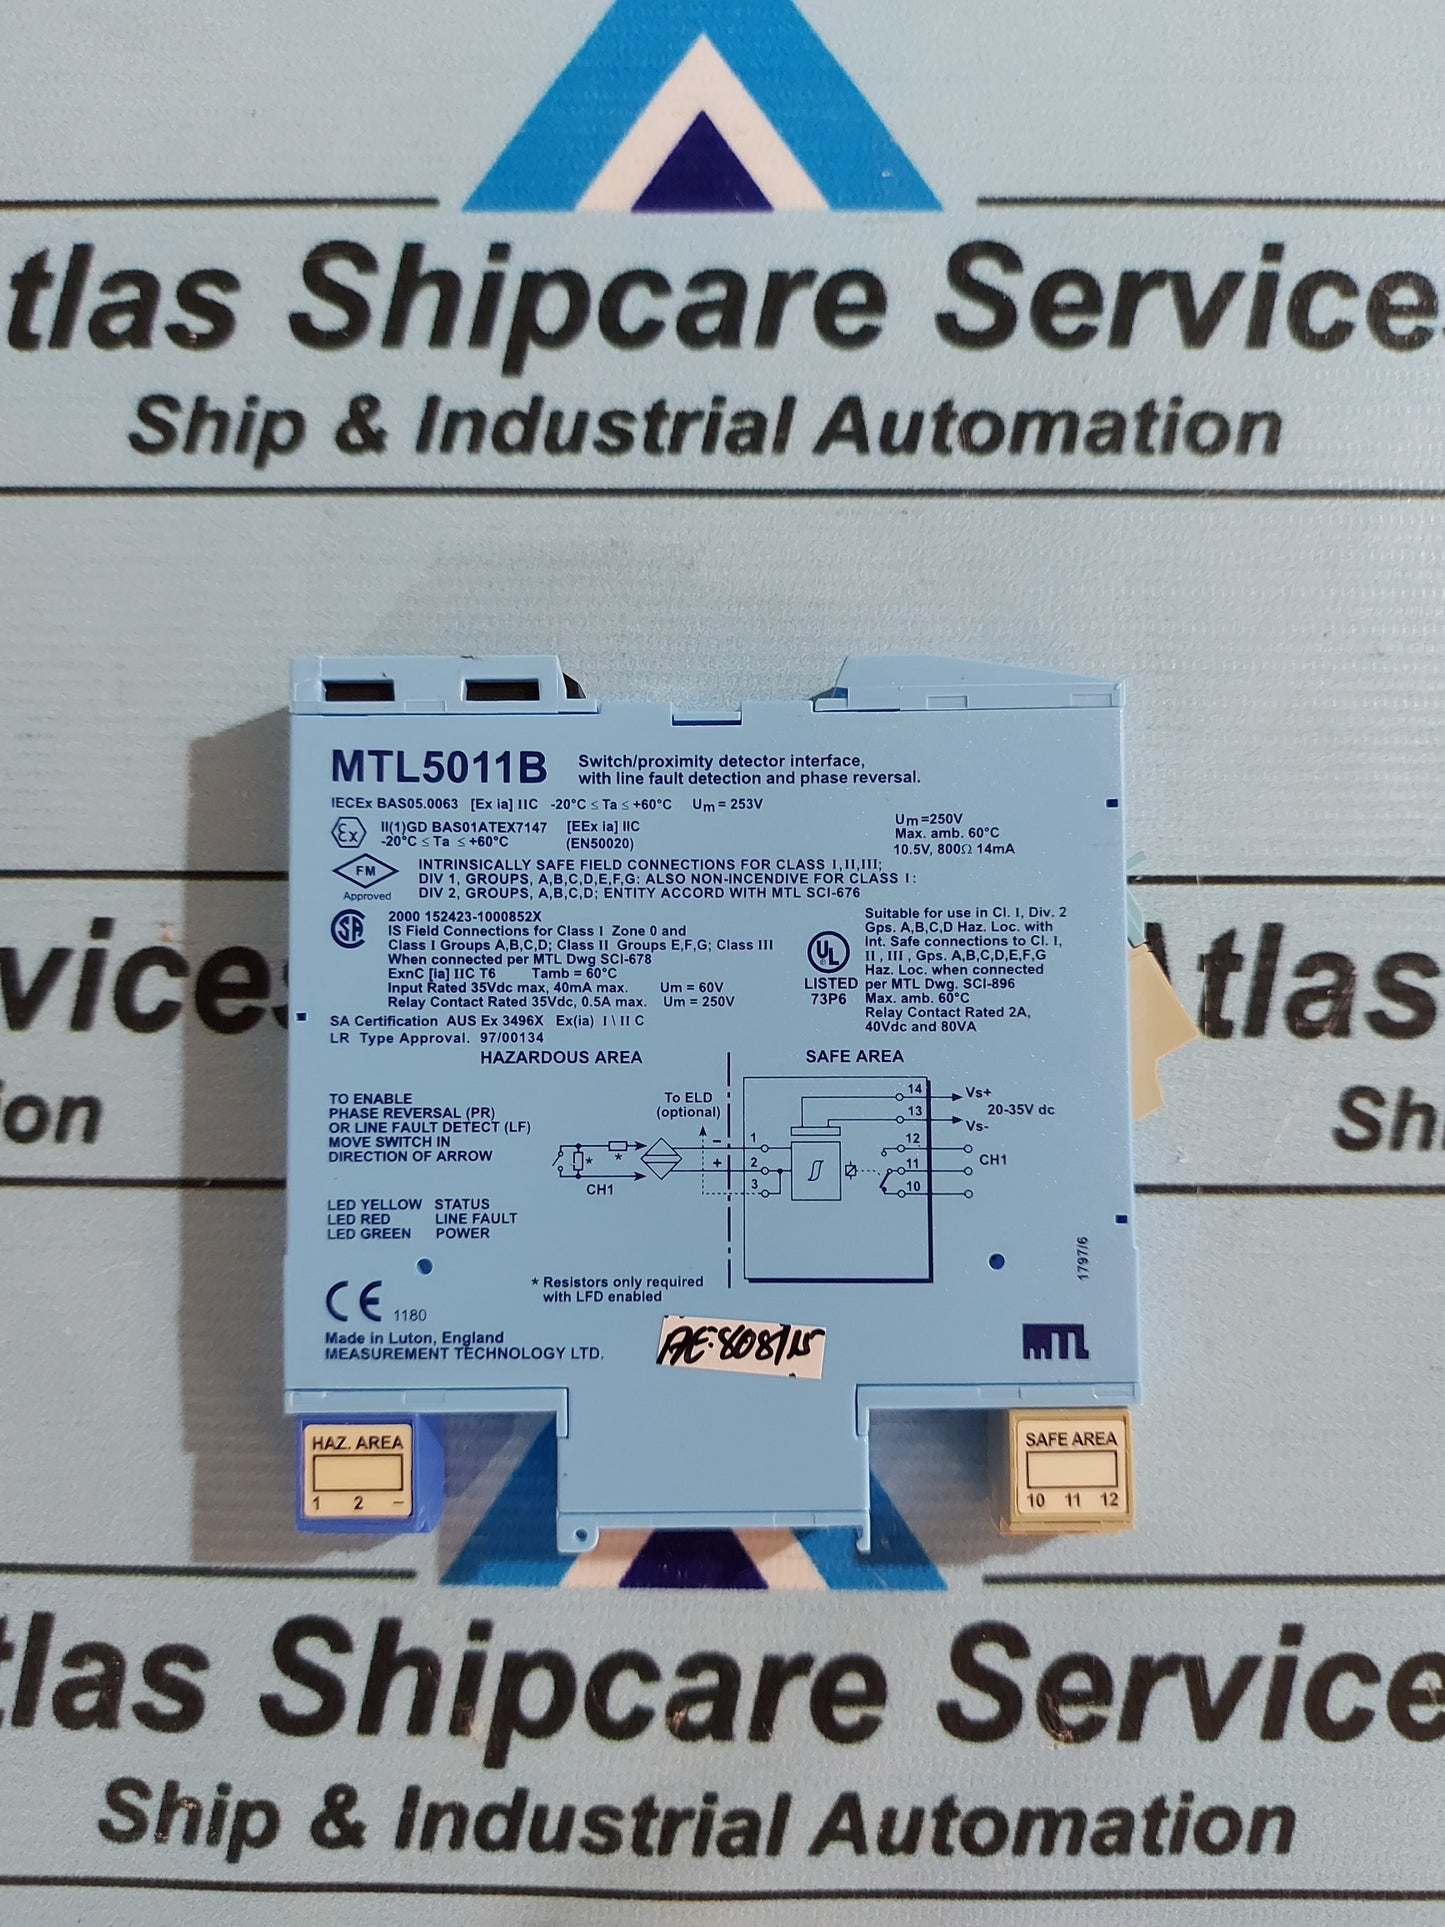 tlas Shipcare Service
Ship & Industrial Automation
MTL5011B
Switch/proximity detector interface,
with line fault detection and phase reversal.
IECEx BAS05.0063 [Ex ia] IIC -20°C ≤ Ta ≤ +60°C Um = 253V
Ex
II(1)GD BAS01ATEX7147 [EEx ia] IIC
-20°C ≤ Ta ≤ +60°C (EN50020)
Um=250V
Max. amb. 60°C
10.5V, 800Ω 14mA
FM
Approved
INTRINSICALLY SAFE FIELD CONNECTIONS FOR CLASS I,II,III;
DIV 1, GROUPS, A,B,C,D,E,F,G: ALSO NON-INCENDIVE FOR CLASS I:
DIV 2, GROUPS, A,B,C,D; ENTITY ACCORD WITH MTL SCI-676
SA
2000 152423-1000852X
IS Field Connections for Class I Zone 0 and
Class I Groups A,B,C,D; Class II Groups E,F,G; Class III
When connected per MTL Dwg SCI-678
ExnC [ia] IIC T6 Tamb = 60°C
Input Rated 35Vdc max, 40mA max. Um = 60V
Relay Contact Rated 35Vdc, 0.5A max. Um = 250V
UL
LISTED
73P6
Suitable for use in Cl. I, Div. 2
Gps. A,B,C,D Haz. Loc. with
Int. Safe connections to Cl. I,
II , III , Gps. A,B,C,D,E,F,G
Haz. Loc. when connected
per MTL Dwg. SCI-896
Max. amb. 60°C
Relay Contact Rated 2A,
40Vdc and 80VA
SA Certification AUS Ex 3496X Ex(ia) I \ II C
LR Type Approval. 97/00134
HAZARDOUS AREA
SAFE AREA
TO ENABLE
PHASE REVERSAL (PR)
OR LINE FAULT DETECT (LF)
MOVE SWITCH IN
DIRECTION OF ARROW
To ELD
(optional)
14 Vs+
20-35V dc
13 Vs-
- 1 12
+ 2 11 CH1
3 10
* *
CH1
LED YELLOW STATUS
LED RED LINE FAULT
LED GREEN POWER
1797/6
* Resistors only required
with LFD enabled
CE 1180
Made in Luton, England
MEASUREMENT TECHNOLOGY LTD.
MTL
HAZ. AREA
1 2 –
SAFE AREA
10 11 12
vices
tlas
ion
Sh
tlas Shipcare Service
Ship & Industrial Automation